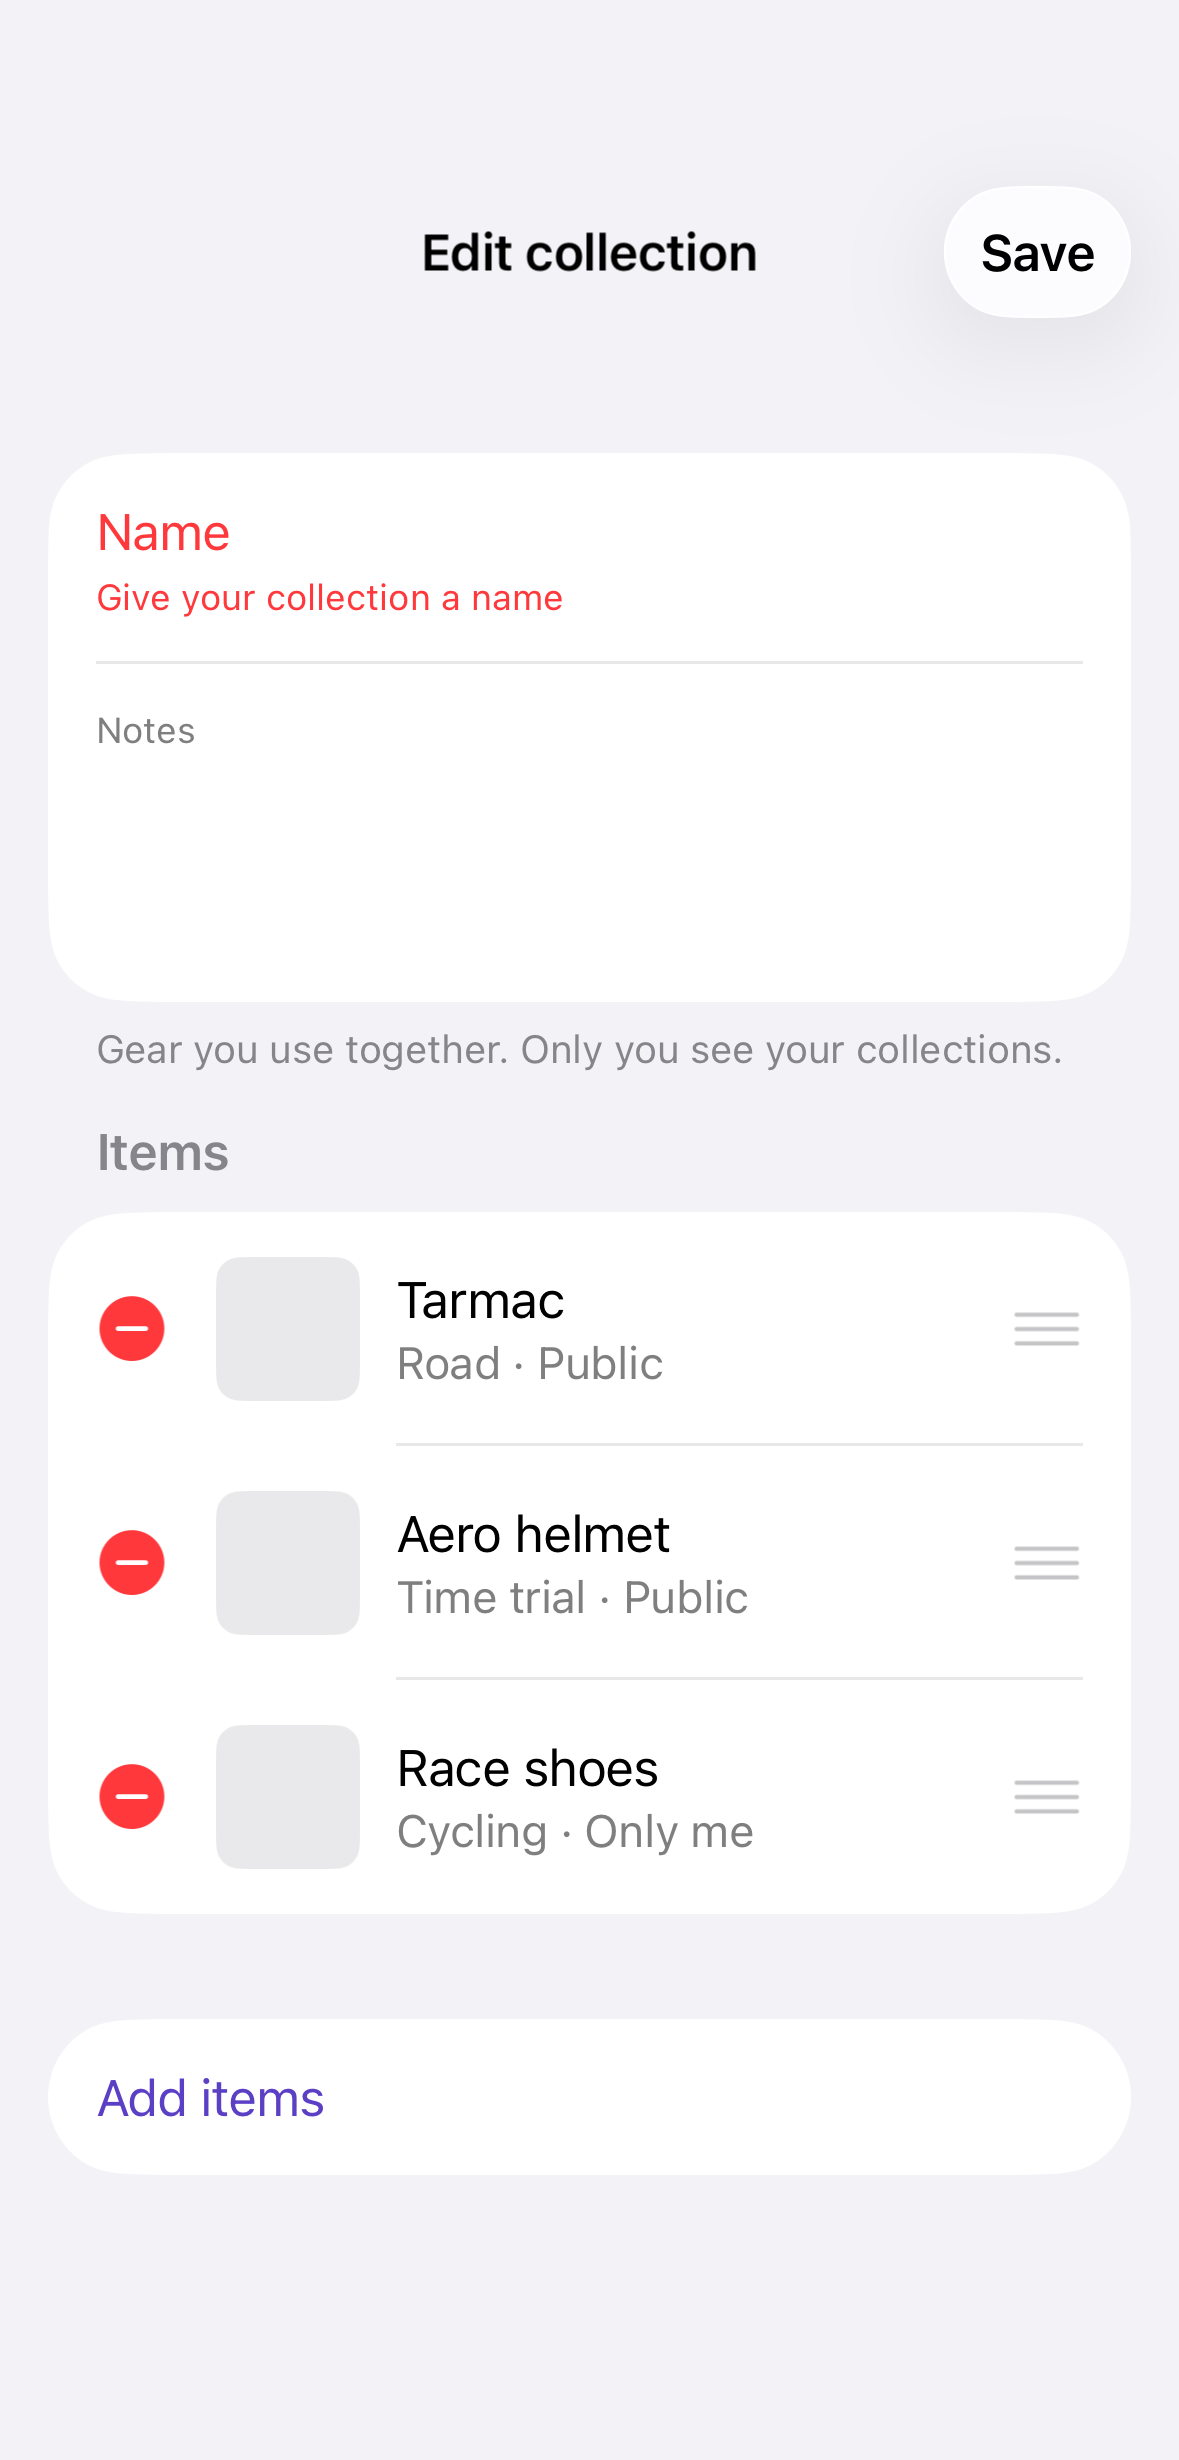 Edit collection
Save
Name
Give your collection a name
Notes
Gear you use together. Only you see your collections.
Items
Tarmac
Road · Public
Aero helmet
Time trial · Public
Race shoes
Cycling · Only me
Add items